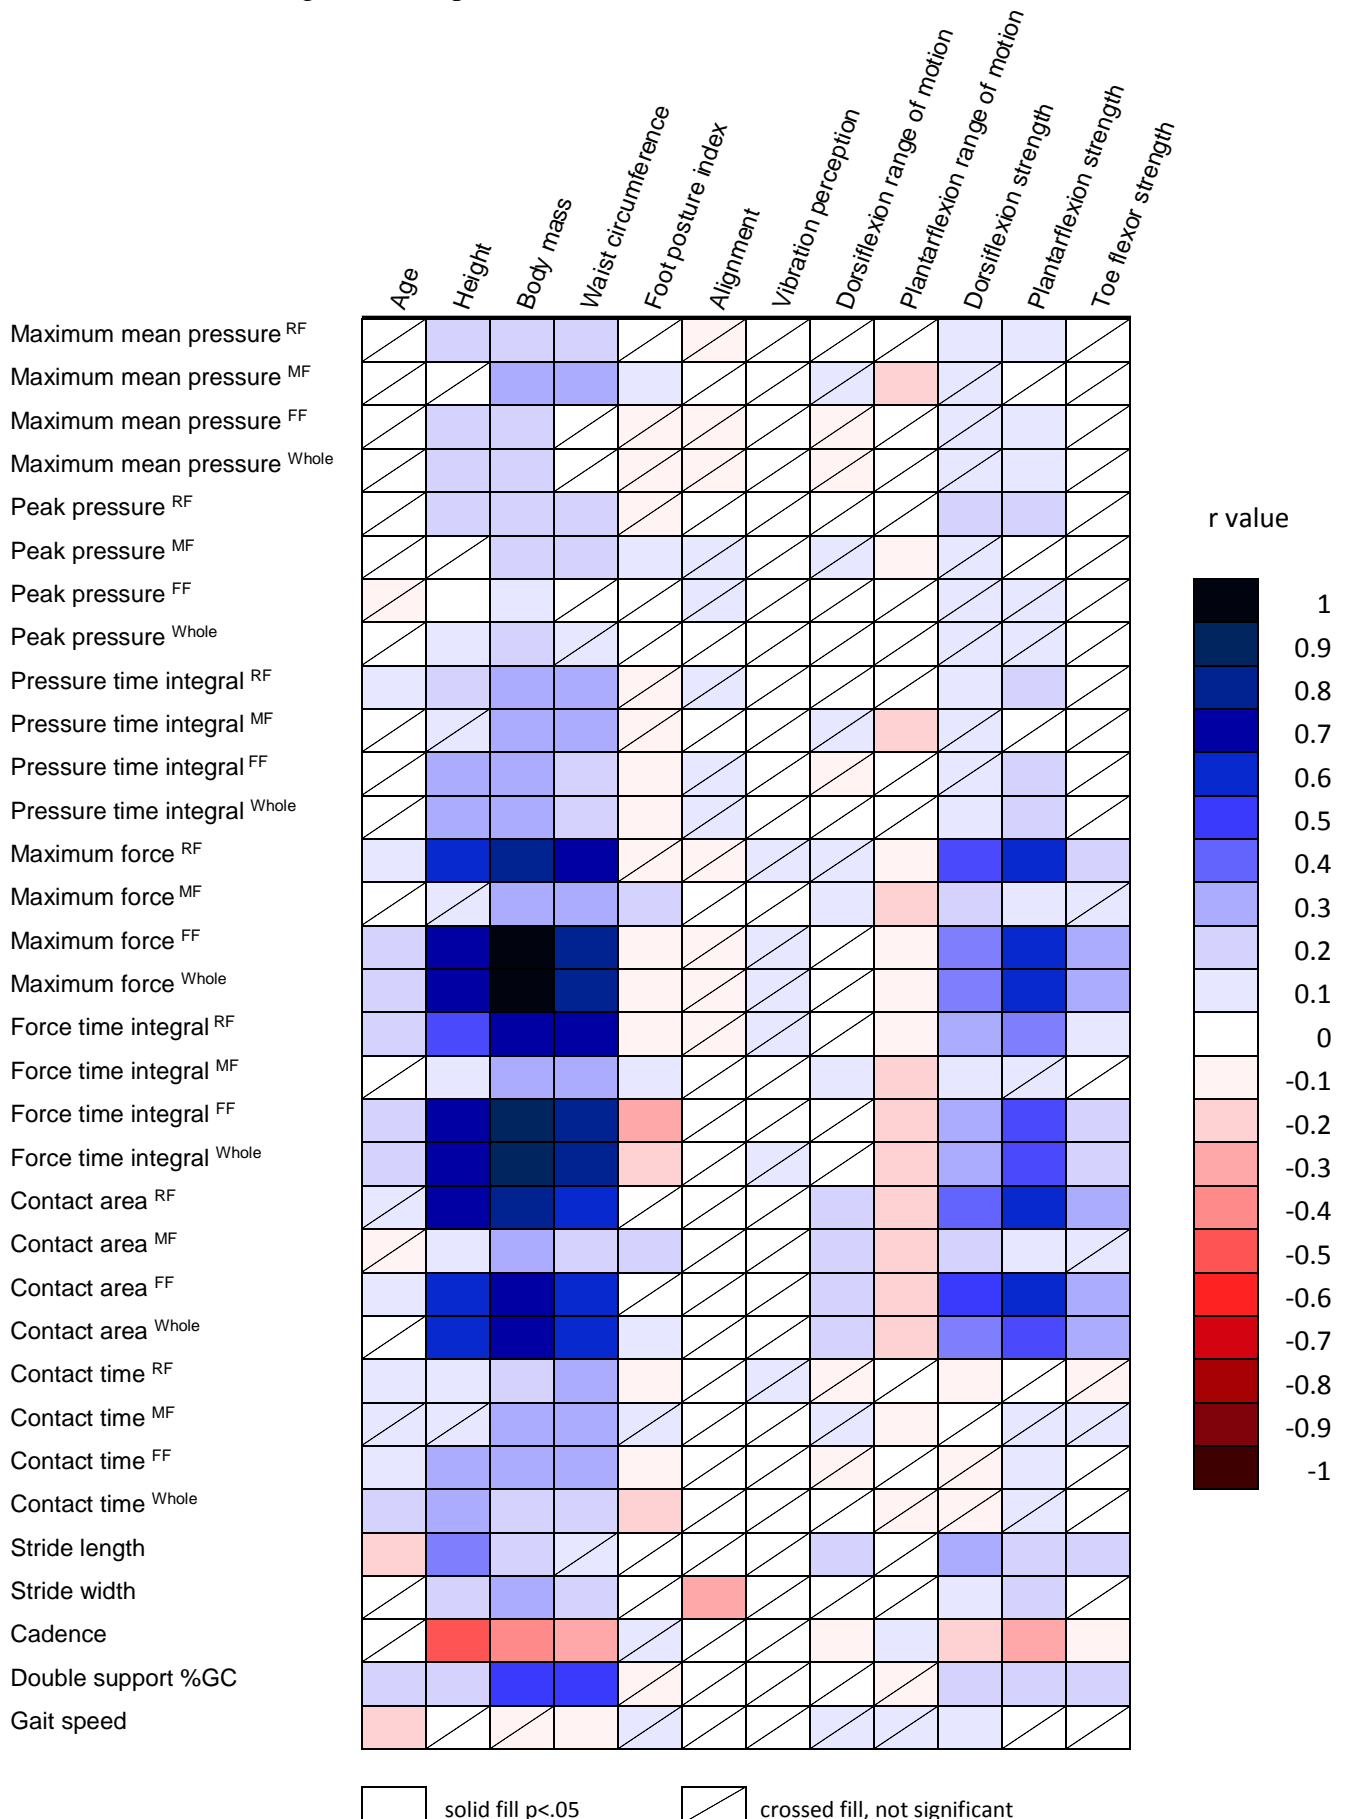 Age
Height
Body mass
Waist circumference
Foot posture index
Alignment
Vibration perception
Dorsiflexion range of motion
Plantarflexion range of motion
Dorsiflexion strength
Plantarflexion strength
Toe flexor strength
Maximum mean pressure RF
Maximum mean pressure MF
Maximum mean pressure FF
Maximum mean pressure Whole
Peak pressure RF
Peak pressure MF
Peak pressure FF
Peak pressure Whole
Pressure time integral RF
Pressure time integral MF
Pressure time integral FF
Pressure time integral Whole
Maximum force RF
Maximum force MF
Maximum force FF
Maximum force Whole
Force time integral RF
Force time integral MF
Force time integral FF
Force time integral Whole
Contact area RF
Contact area MF
Contact area FF
Contact area Whole
Contact time RF
Contact time MF
Contact time FF
Contact time Whole
Stride length
Stride width
Cadence
Double support %GC
Gait speed
r value
1
0.9
0.8
0.7
0.6
0.5
0.4
0.3
0.2
0.1
0
-0.1
-0.2
-0.3
-0.4
-0.5
-0.6
-0.7
-0.8
-0.9
-1
solid fill p<.05
crossed fill, not significant